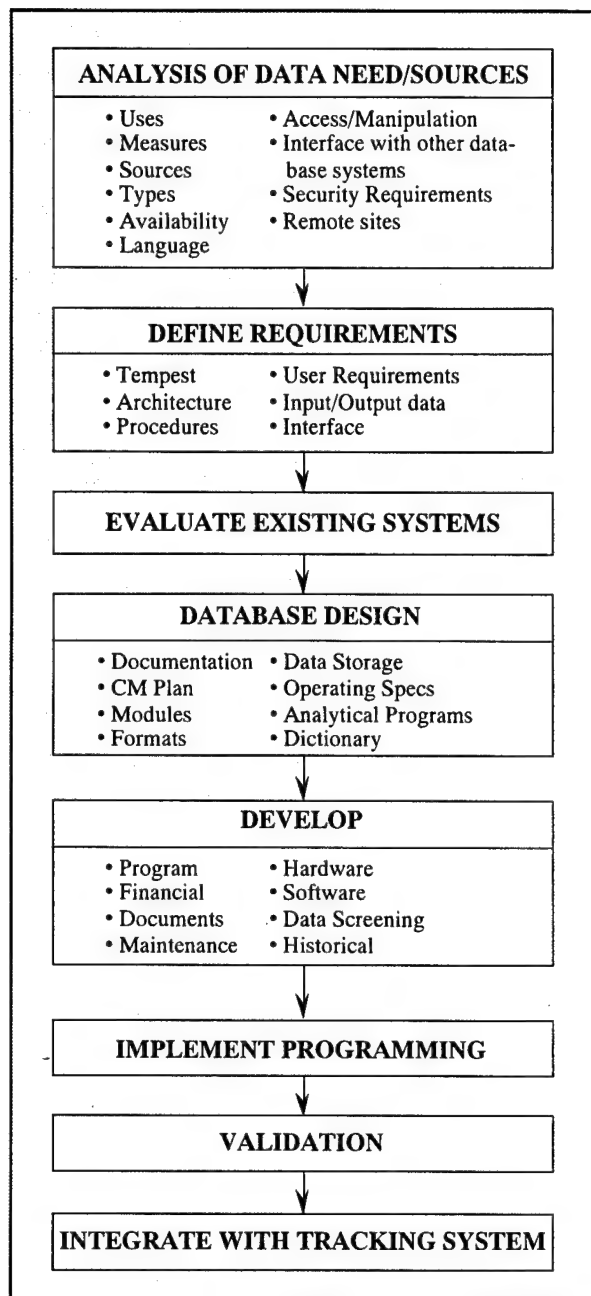 ANALYSIS OF DATA NEED/SOURCES
• Uses
• Measures
• Sources
• Types
• Availability
• Language
• Access/Manipulation
• Interface with other data-
base systems
• Security Requirements
• Remote sites
DEFINE REQUIREMENTS
• Tempest
• Architecture
• Procedures
• User Requirements
• Input/Output data
• Interface
EVALUATE EXISTING SYSTEMS
DATABASE DESIGN
• Documentation
• CM Plan
• Modules
• Formats
• Data Storage
• Operating Specs
• Analytical Programs
• Dictionary
DEVELOP
• Program
• Financial
• Documents
• Maintenance
• Hardware
• Software
• Data Screening
• Historical
IMPLEMENT PROGRAMMING
VALIDATION
INTEGRATE WITH TRACKING SYSTEM